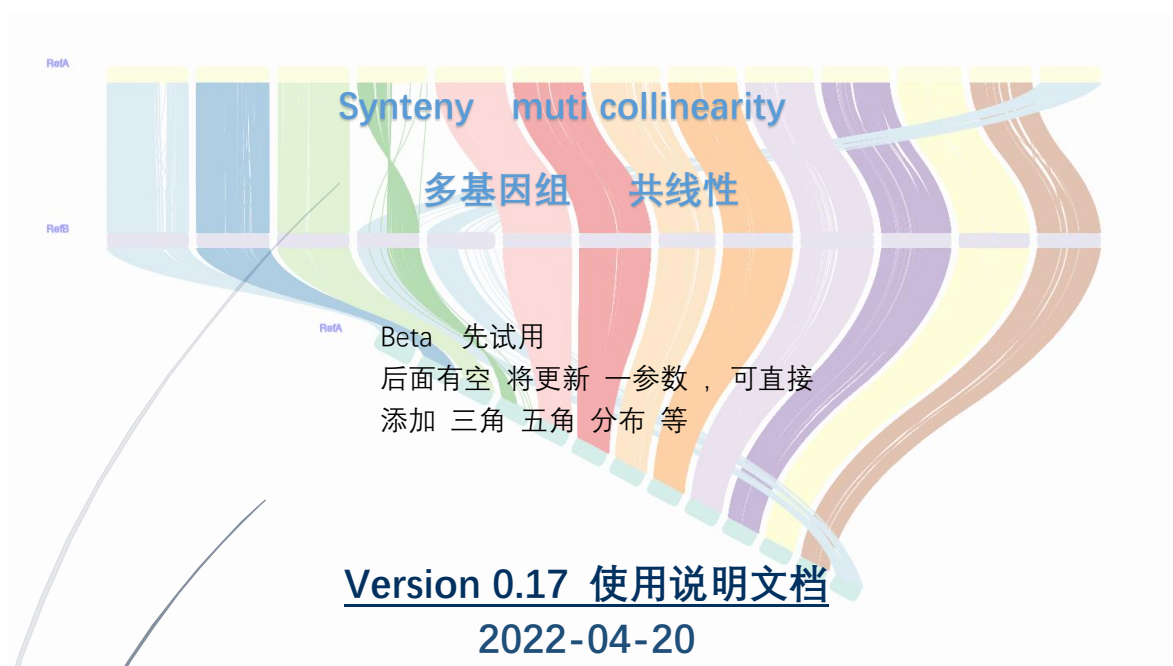 RefA
Synteny muti collinearity
多基因组 共线性
RefB
RefA
Beta 先试用
后面有空 将更新 一参数 ,可直接
添加 三角 五角 分布 等
Version 0.17 使用说明文档
2022-04-20